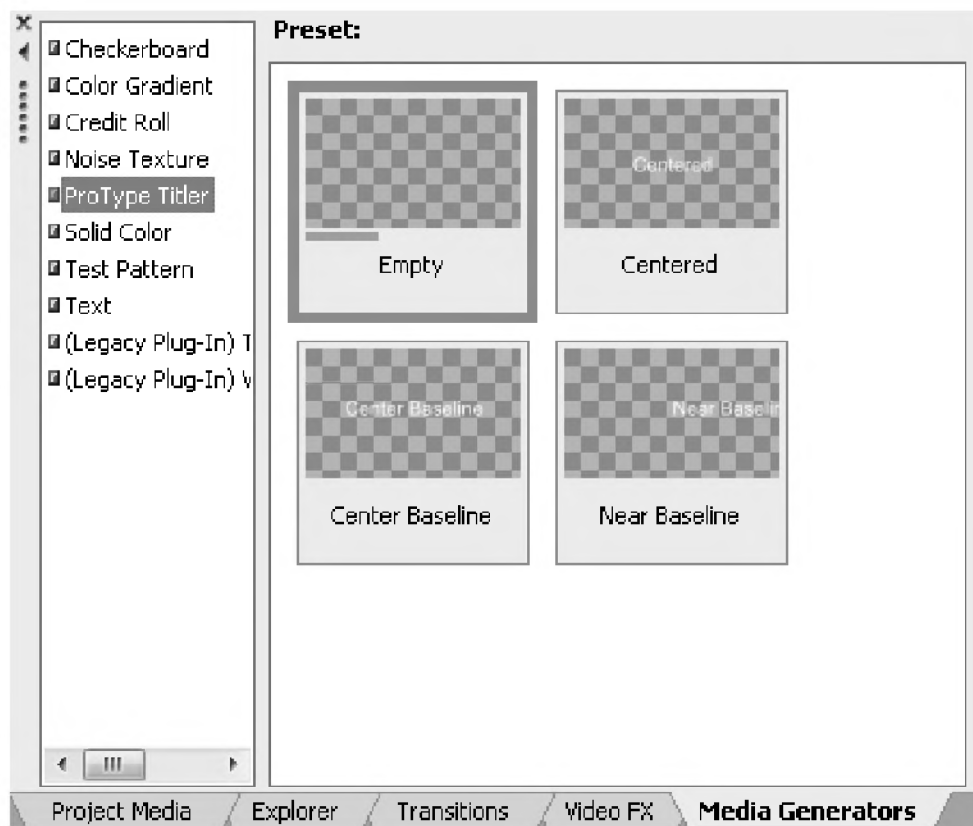 Preset:
Checkerboard
Color Gradient
Credit Roll
Noise Texture
ProType Titler
Solid Color
Test Pattern
Text
(Legacy Plug-In) T
(Legacy Plug-In)
Empty
Centered
Centered
Center Baseline
Center Baseline
Near Baselin
Near Baseline
Project Media
Explorer
Transitions
Video FX
Media Generators